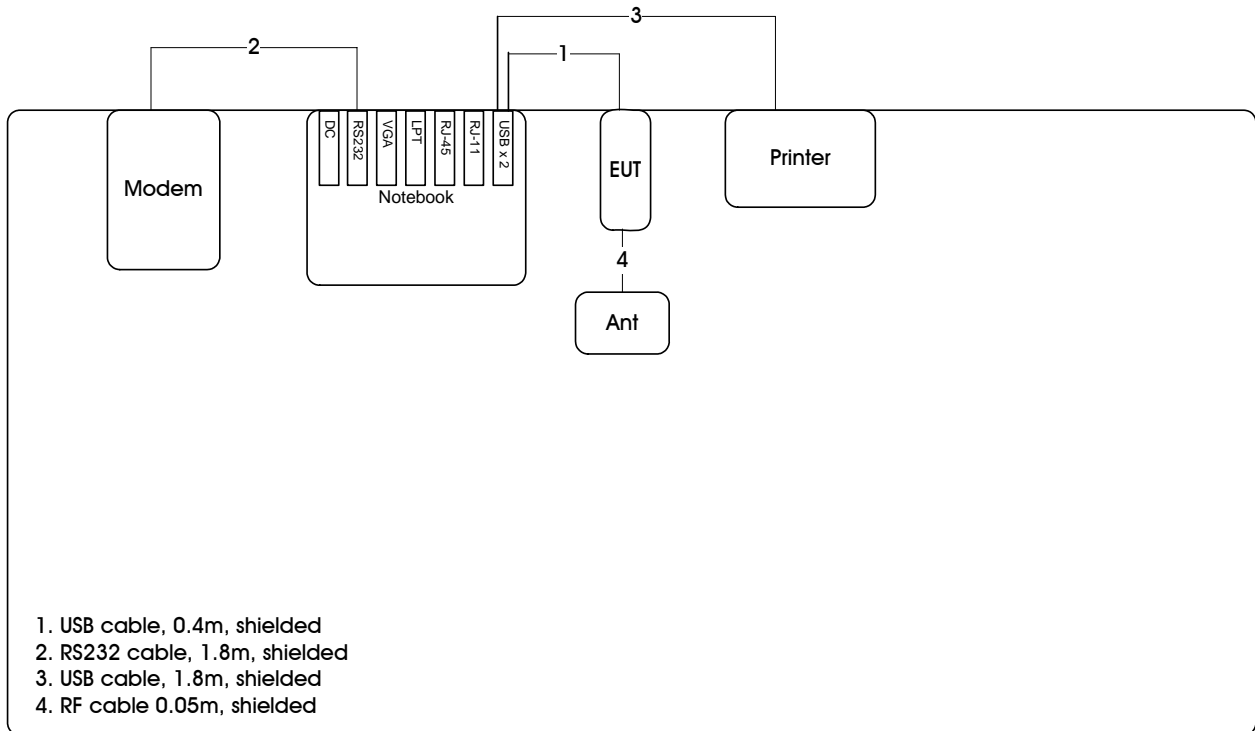 3
2
1
DC
RS232
VGA
LPT
RJ-45
RJ-11
USB x 2
Modem
Notebook
EUT
Printer
4
Ant
1. USB cable, 0.4m, shielded
2. RS232 cable, 1.8m, shielded
3. USB cable, 1.8m, shielded
4. RF cable 0.05m, shielded